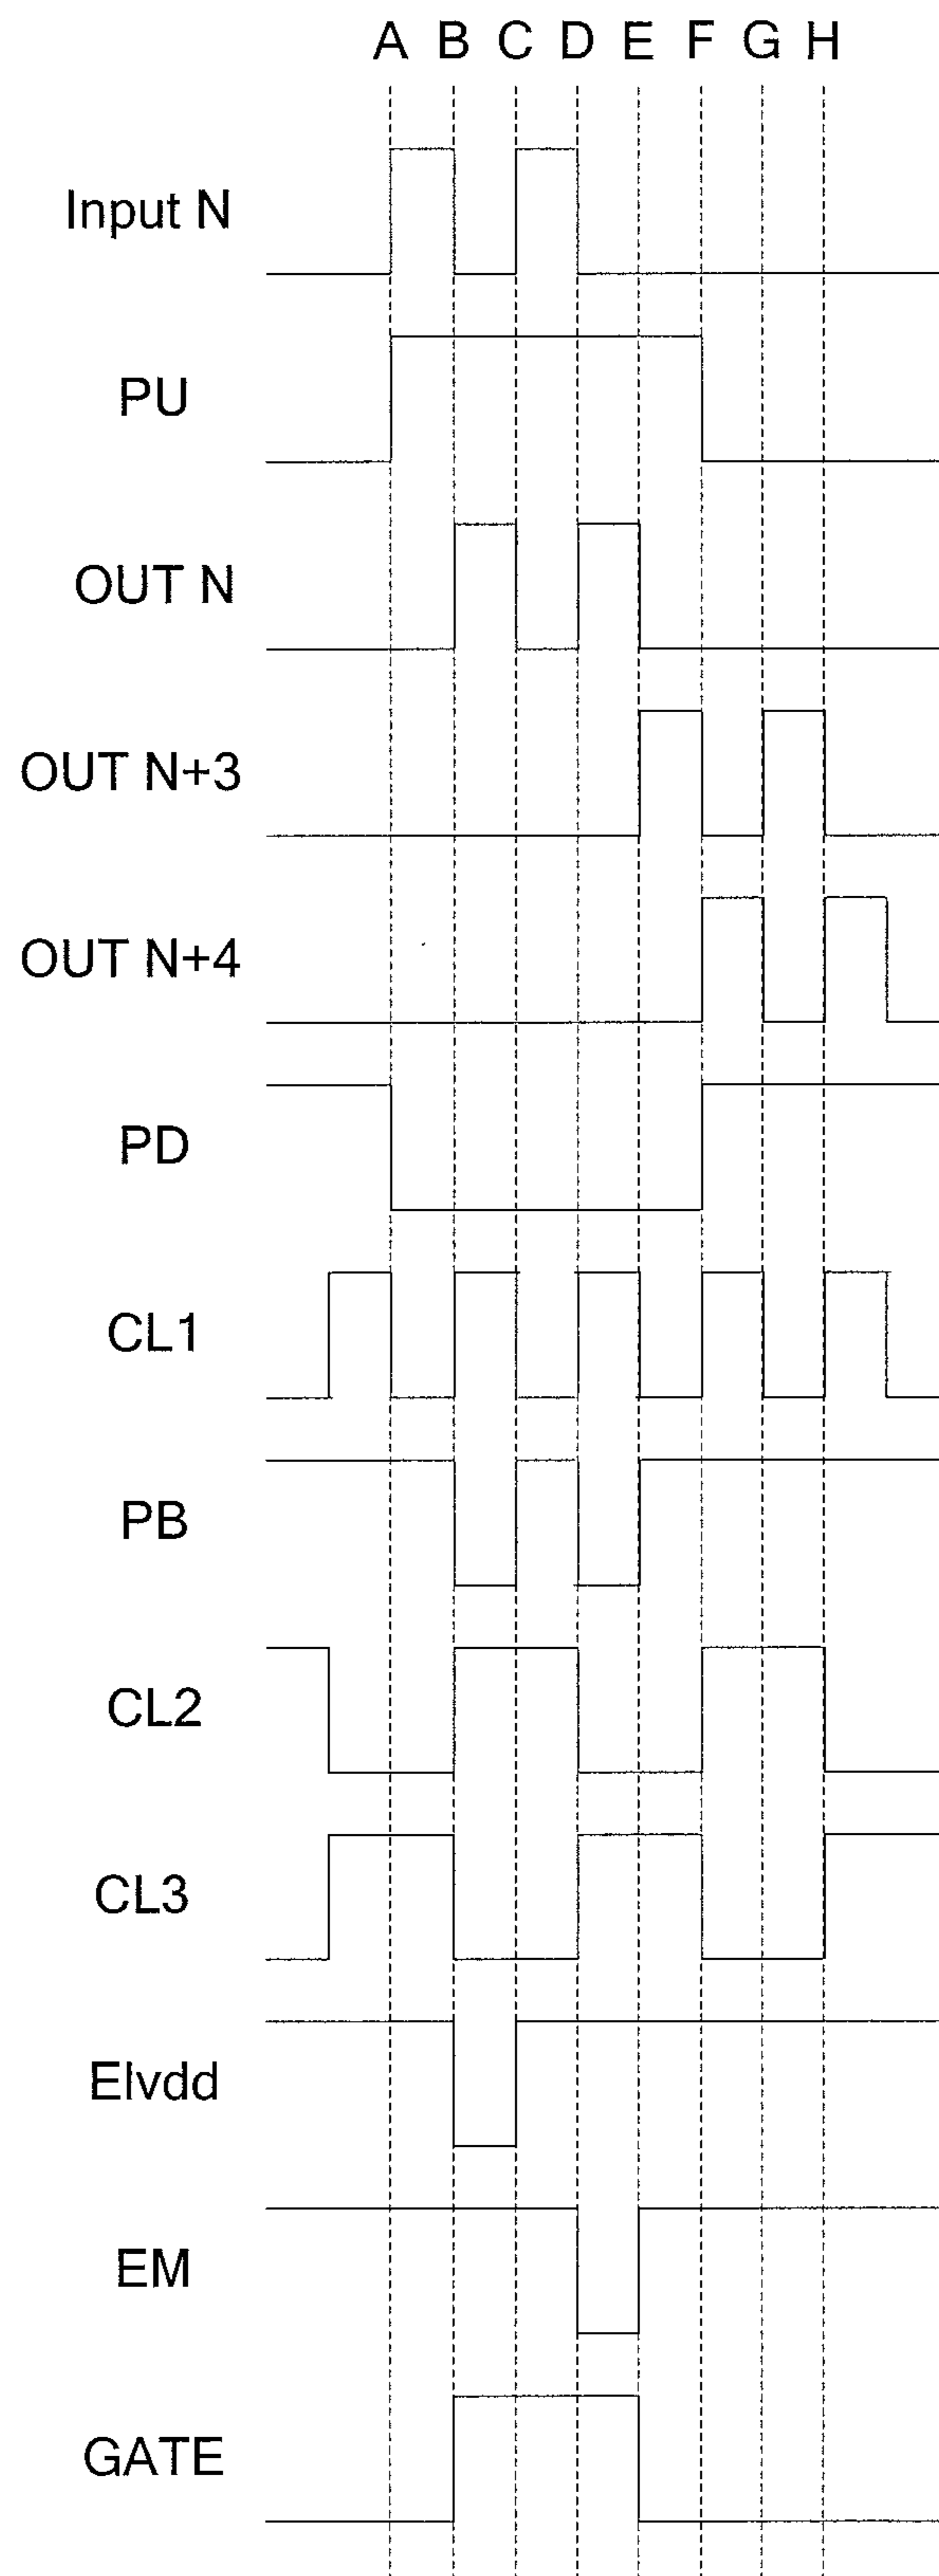 A B C D E F G H
Input N
PU
OUT N
OUT N+3
OUT N+4
PD
CL1
PB
CL2
CL3
Elvdd
EM
GATE